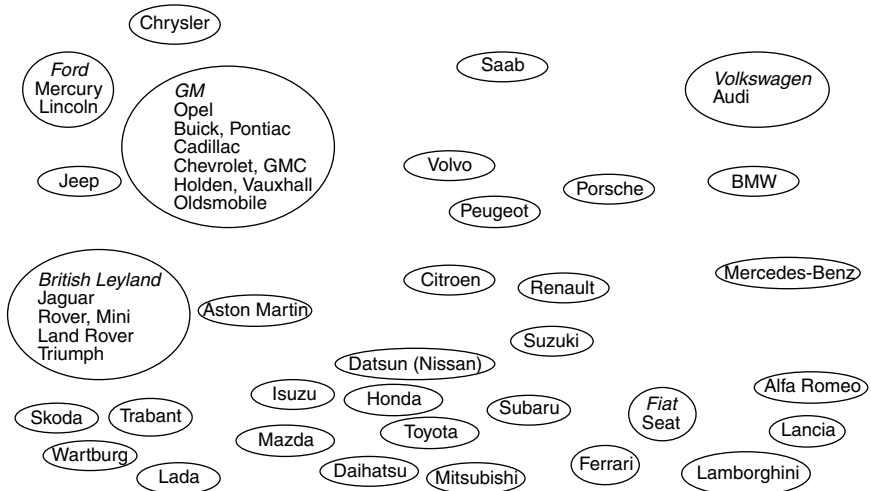 Chrysler
Ford
Mercury
Lincoln
GM
Opel
Buick, Pontiac
Cadillac
Chevrolet, GMC
Holden, Vauxhall
Oldsmobile
Saab
Volkswagen
Audi
Jeep
Volvo
Peugeot
Porsche
BMW
British Leyland
Jaguar
Rover, Mini
Land Rover
Triumph
Aston Martin
Citroen
Renault
Mercedes-Benz
Suzuki
Datsun (Nissan)
Isuzu
Honda
Subaru
Fiat
Seat
Alfa Romeo
Skoda
Trabant
Mazda
Toyota
Lancia
Wartburg
Lada
Daihatsu
Mitsubishi
Ferrari
Lamborghini